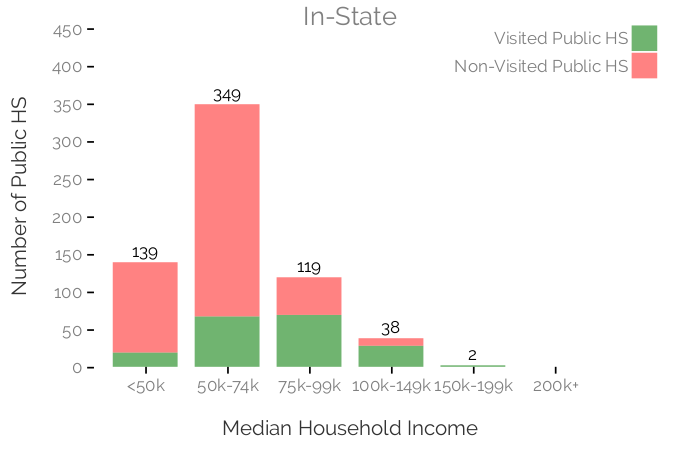 In-State
Visited Public HS
Non-Visited Public HS
Number of Public HS
450
400
350
300
250
200
150
100
50
0
139
349
119
38
2
<50k 50k-74k 75k-99k 100k-149k 150k-199k 200k+
Median Household Income